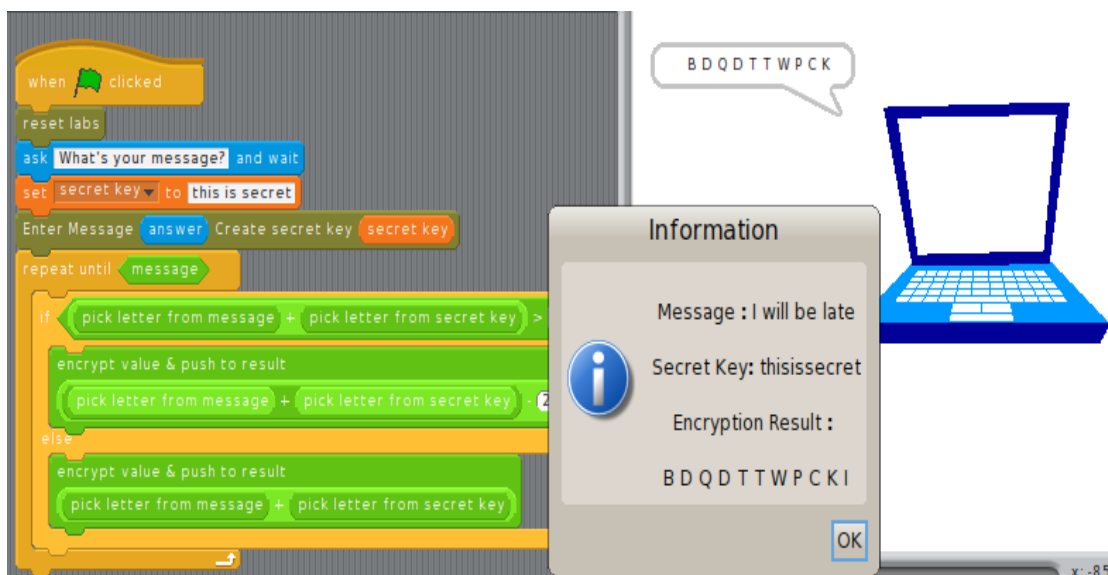 when clicked
reset labs
ask What's your message? and wait
set secret key to this is secret
Enter Message answer Create secret key secret key
repeat until message
if pick letter from message + pick letter from secret key >
encrypt value & push to result
pick letter from message + pick letter from secret key - 2
else
encrypt value & push to result
pick letter from message + pick letter from secret key
B D Q D T T W P C K
Information
Message : I will be late
Secret Key: thisissecret
Encryption Result :
B D Q D T T W P C K I
OK
x: -85